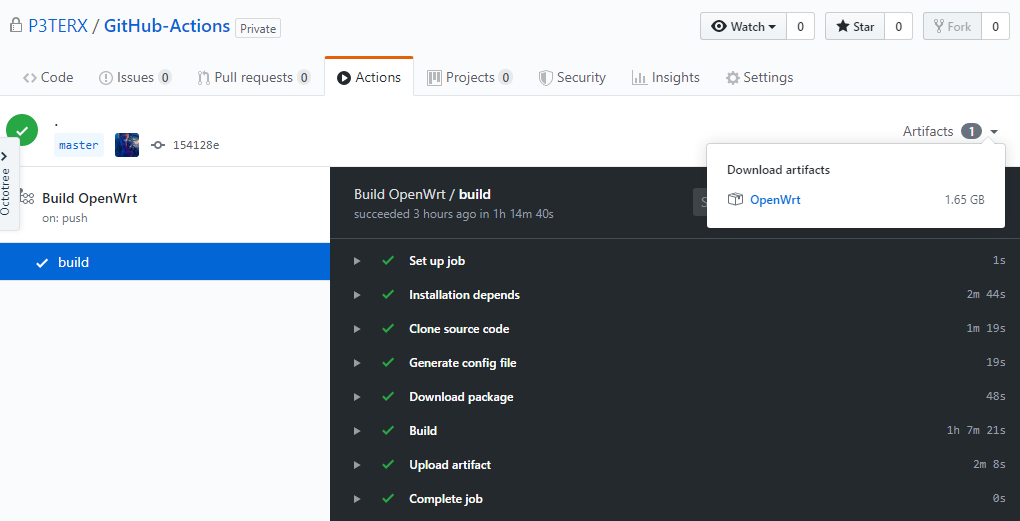 P3TERX / GitHub-Actions Private
Watch 0 Star 0 Fork 0
Code Issues 0 Pull requests 0 Actions Projects 0 Security Insights Settings
.
master 154128e
Artifacts 1
Octotree
Download artifacts
OpenWrt 1.65 GB
Build OpenWrt
on: push
build
Build OpenWrt / build
succeeded 3 hours ago in 1h 14m 40s
Set up job 1s
Installation depends 2m 44s
Clone source code 1m 19s
Generate config file 19s
Download package 48s
Build 1h 7m 21s
Upload artifact 2m 8s
Complete job 0s